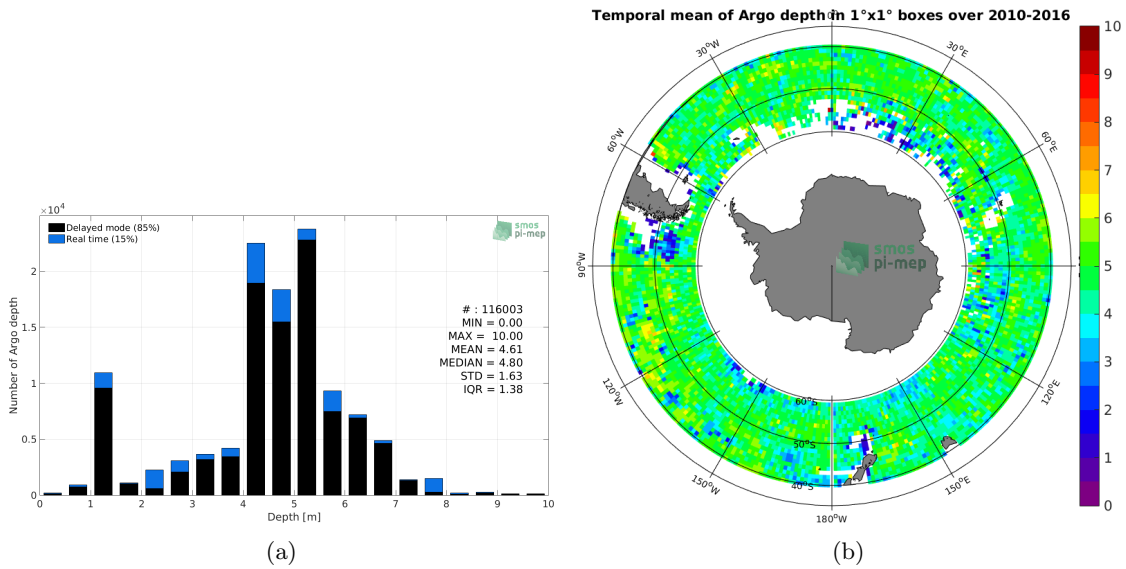 Temporal mean of Argo depth in 1°x1° boxes over 2010-2016
×10⁴
Delayed mode (85%)
Real time (15%)
smos
pi-mep
# : 116003
MIN = 0.00
MAX = 10.00
MEAN = 4.61
MEDIAN = 4.80
STD = 1.63
IQR = 1.38
Number of Argo depth
2
1.5
1
0.5
0
0 1 2 3 4 5 6 7 8 9 10
Depth [m]
(a)
0°
30°W
30°E
60°W
60°E
90°W
120°W
120°E
150°W
150°E
180°W
60°S
50°S
40°S
smos
pi-mep
10
9
8
7
6
5
4
3
2
1
0
(b)